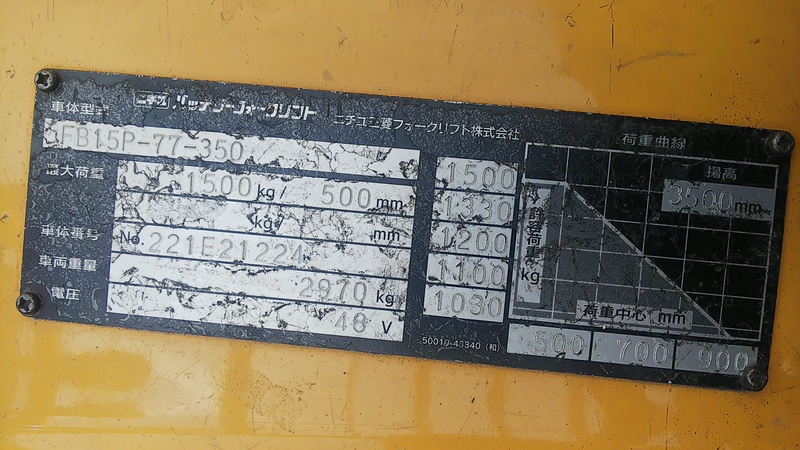 ニチユ プラッターフォークリフト ニチユ三菱フォークリフト株式会社
車体型式
FB15P-77-350
最大荷重 1500 kg / 500 mm
kg / mm
車体番号 No. 221E21224
車両重量 2970 kg
電圧 48 V
荷重曲線
揚高
3500 mm
1500
1330
1200
1100
1030
許容荷重 kg
荷重中心 mm
500 700 900
50010-43340 (和)